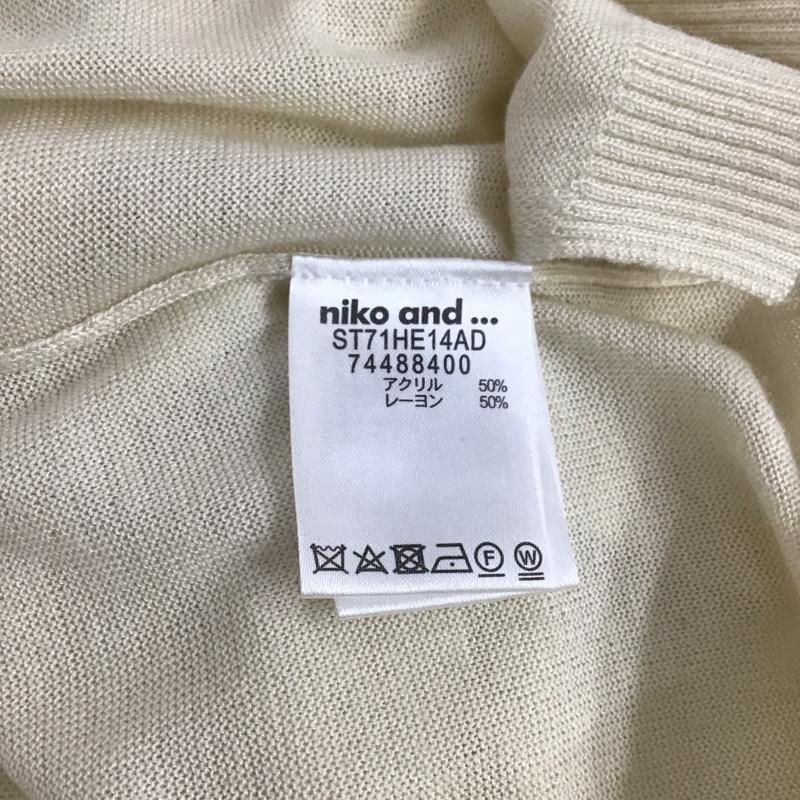 niko and ...
ST71HE14AD
74488400
アクリル 50%
レーヨン 50%
F W